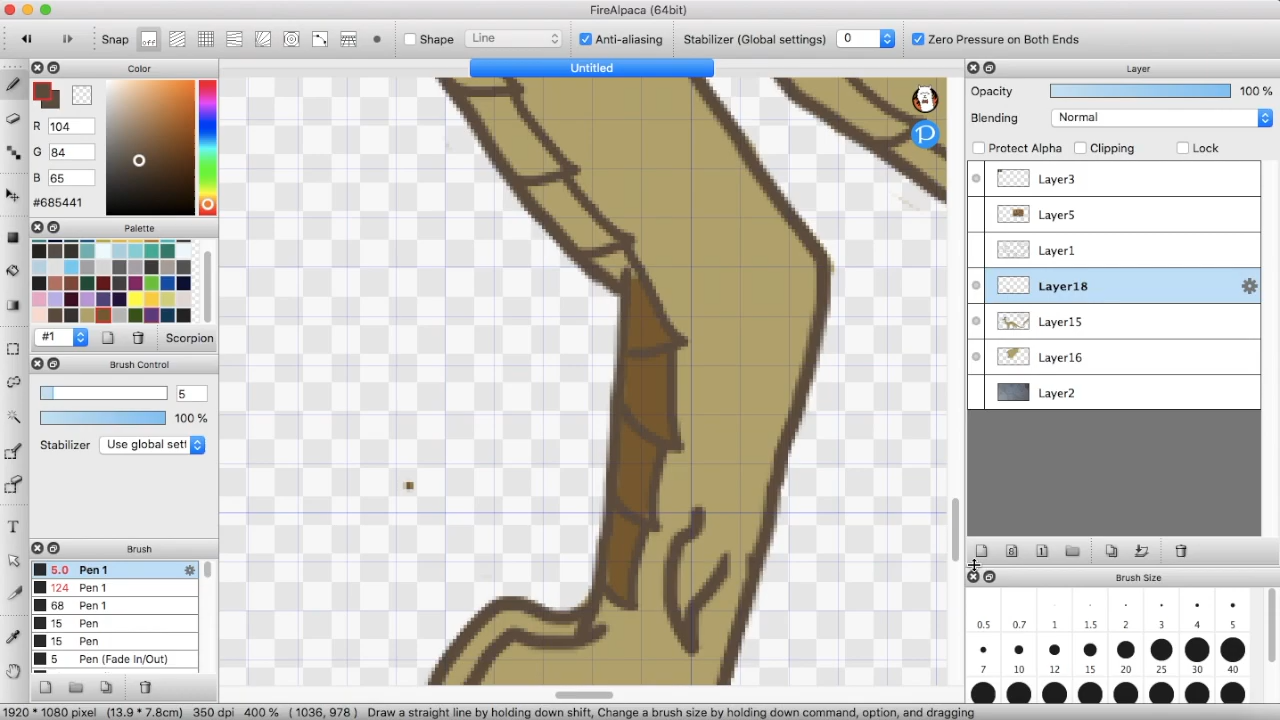 FireAlpaca (64bit)
Snap
off
Shape
Line
Anti-aliasing
Stabilizer (Global settings)
0
Zero Pressure on Both Ends
Color
R 104
G 84
B 65
#685441
Palette
#1
Scorpion
Brush Control
5
100 %
Stabilizer
Use global sett
Brush
5.0 Pen 1
124 Pen 1
68 Pen 1
15 Pen
15 Pen
5 Pen (Fade In/Out)
Untitled
Layer
Opacity
100 %
Blending
Normal
Protect Alpha
Clipping
Lock
Layer3
Layer5
Layer1
Layer18
Layer15
Layer16
Layer2
Brush Size
0.5 0.7 1 1.5 2 3 4 5
7 10 12 15 20 25 30 40
1920 * 1080 pixel (13.9 * 7.8cm) 350 dpi 400 % ( 1036, 978 ) Draw a straight line by holding down shift, Change a brush size by holding down command, option, and dragging